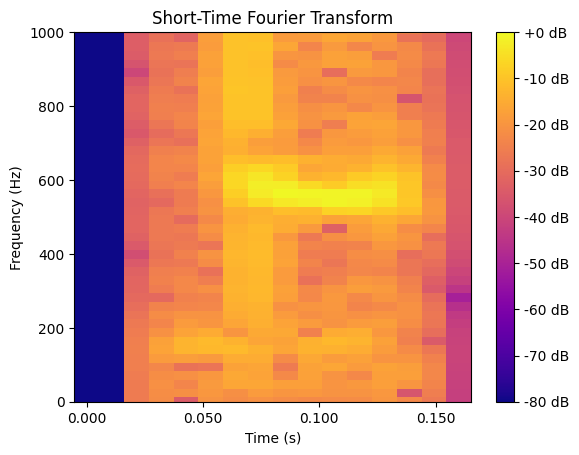 Short-Time Fourier Transform
Frequency (Hz)
1000
800
600
400
200
0
0.000
0.050
0.100
0.150
Time (s)
+0 dB
-10 dB
-20 dB
-30 dB
-40 dB
-50 dB
-60 dB
-70 dB
-80 dB